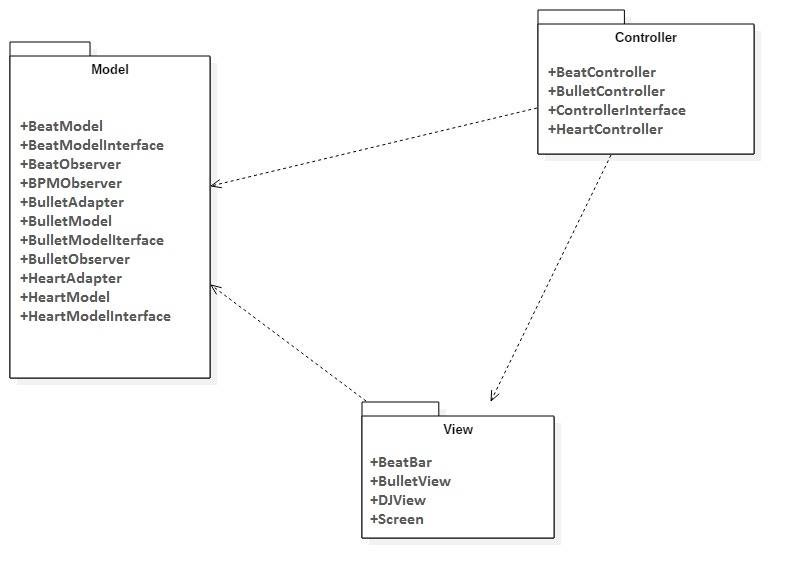 Model
+BeatModel
+BeatModelInterface
+BeatObserver
+BPMObserver
+BulletAdapter
+BulletModel
+BulletModelIterface
+BulletObserver
+HeartAdapter
+HeartModel
+HeartModelInterface
Controller
+BeatController
+BulletController
+ControllerInterface
+HeartController
View
+BeatBar
+BulletView
+DJView
+Screen